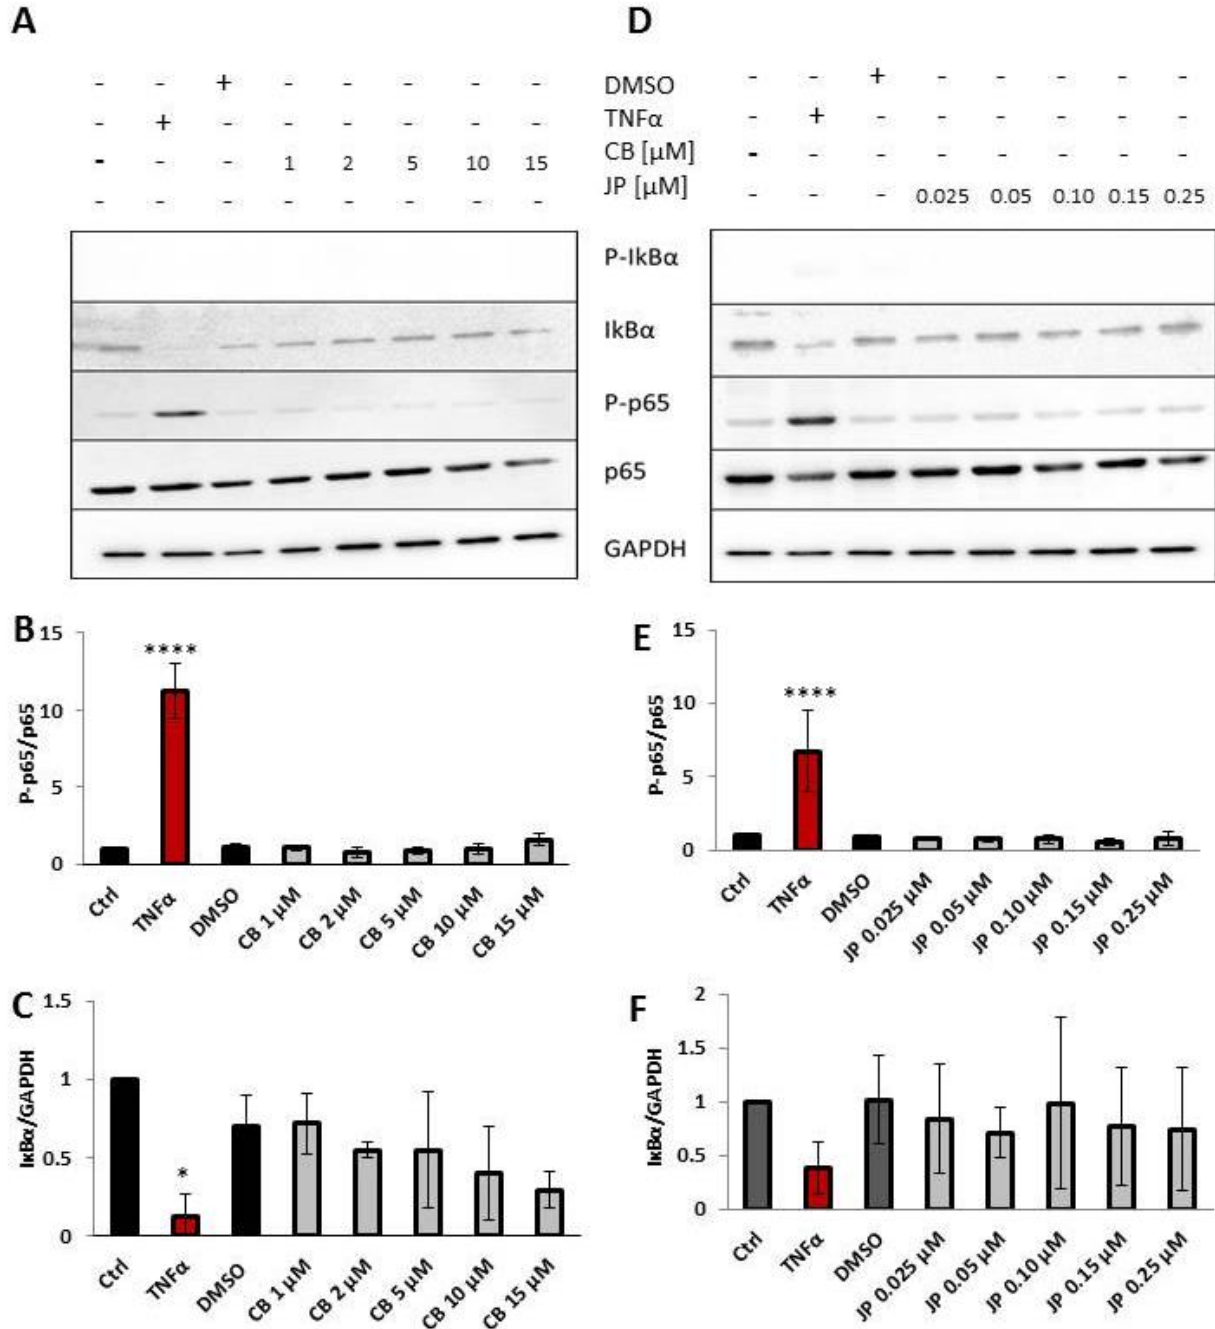 A
D
- - + - - - - -
DMSO
- - + - - - - -
- + - - - - - -
TNFα
- + - - - - - -
- - - 1 2 5 10 15
CB [µM]
- - - - - - - -
- - - - - - - -
JP [µM]
- - - 0.025 0.05 0.10 0.15 0.25
P-IkBα
IkBα
P-p65
p65
GAPDH
B
P-p65/p65
15
10
5
0
****
Ctrl
TNFα
DMSO
CB 1 µM
CB 2 µM
CB 5 µM
CB 10 µM
CB 15 µM
E
P-p65/p65
15
10
5
0
****
Ctrl
TNFα
DMSO
JP 0.025 µM
JP 0.05 µM
JP 0.10 µM
JP 0.15 µM
JP 0.25 µM
C
IκBα/GAPDH
1.5
1
0.5
0
*
Ctrl
TNFα
DMSO
CB 1 µM
CB 2 µM
CB 5 µM
CB 10 µM
CB 15 µM
F
IκBα/GAPDH
2
1.5
1
0.5
0
Ctrl
TNFα
DMSO
JP 0.025 µM
JP 0.05 µM
JP 0.10 µM
JP 0.15 µM
JP 0.25 µM